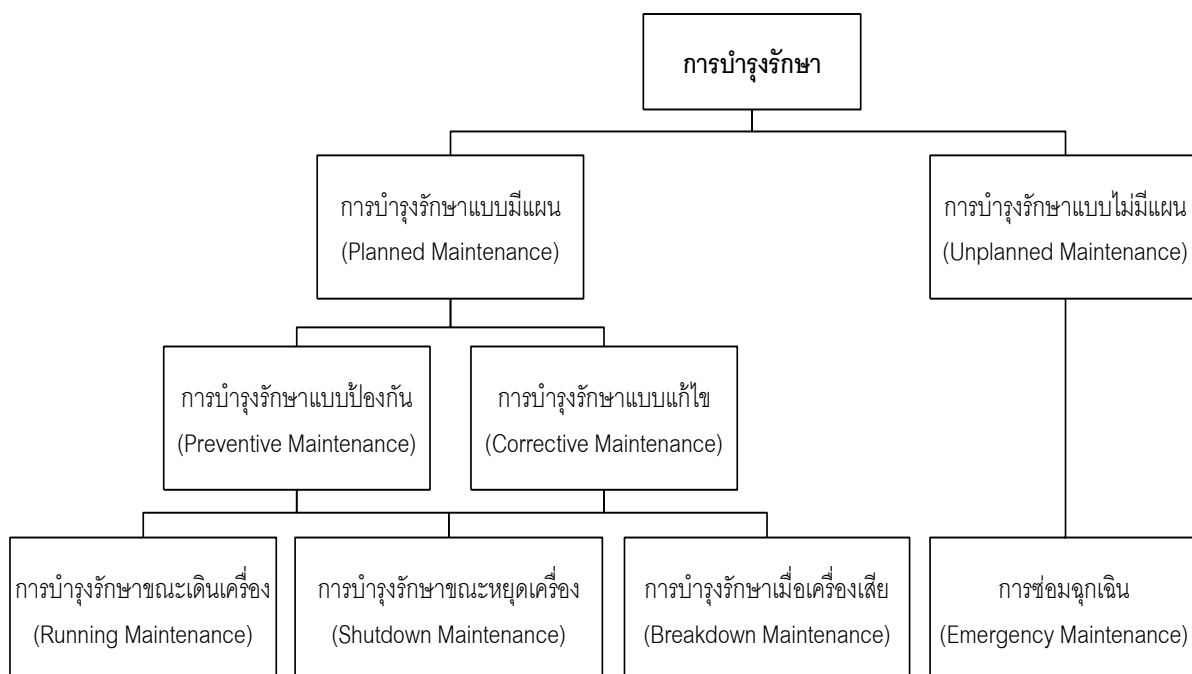 การบำรุงรักษา
การบำรุงรักษาแบบมีแผน
(Planned Maintenance)
การบำรุงรักษาแบบไม่มีแผน
(Unplanned Maintenance)
การบำรุงรักษาแบบป้องกัน
(Preventive Maintenance)
การบำรุงรักษาแบบแก้ไข
(Corrective Maintenance)
การบำรุงรักษาขณะเดินเครื่อง
(Running Maintenance)
การบำรุงรักษาขณะหยุดเครื่อง
(Shutdown Maintenance)
การบำรุงรักษาเมื่อเครื่องเสีย
(Breakdown Maintenance)
การซ่อมฉุกเฉิน
(Emergency Maintenance)